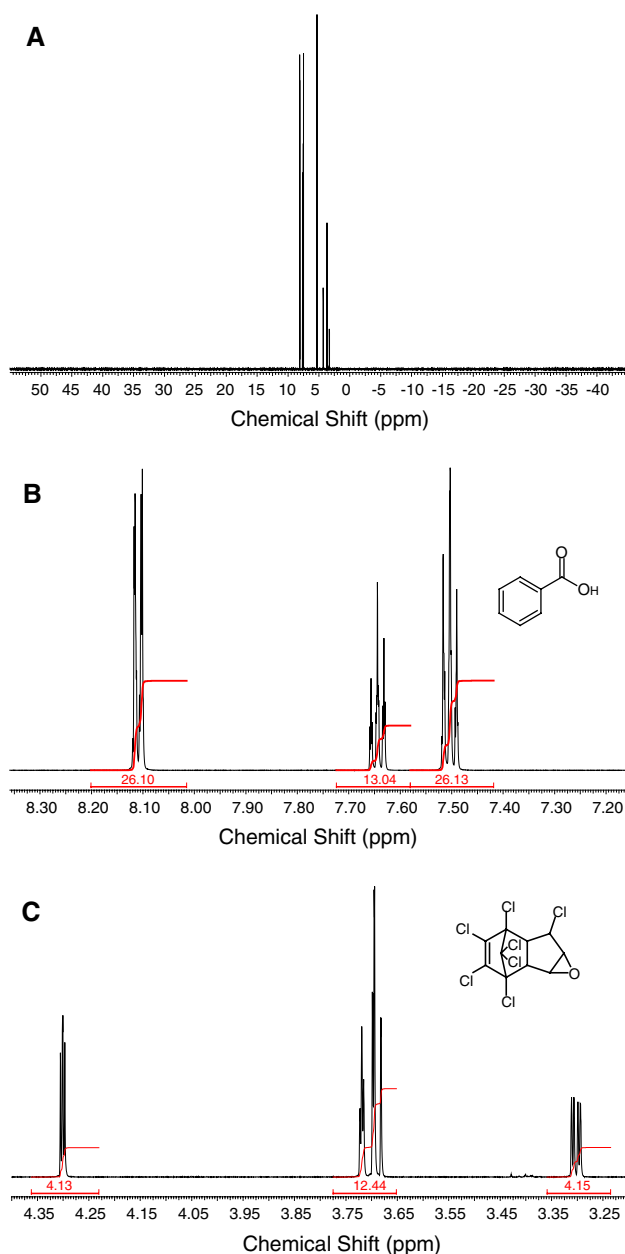 A
50 45 40 35 30 25 20 15 10 5 0 -5 -10 -15 -20 -25 -30 -35 -40
Chemical Shift (ppm)
B
O
OH
26.10 13.04 26.13
8.30 8.20 8.10 8.00 7.80 7.70 7.60 7.50 7.40 7.30 7.20
Chemical Shift (ppm)
C
Cl Cl
Cl Cl
Cl O
Cl Cl
4.13 12.44 4.15
4.35 4.25 4.15 4.05 3.95 3.85 3.75 3.65 3.55 3.45 3.35 3.25
Chemical Shift (ppm)